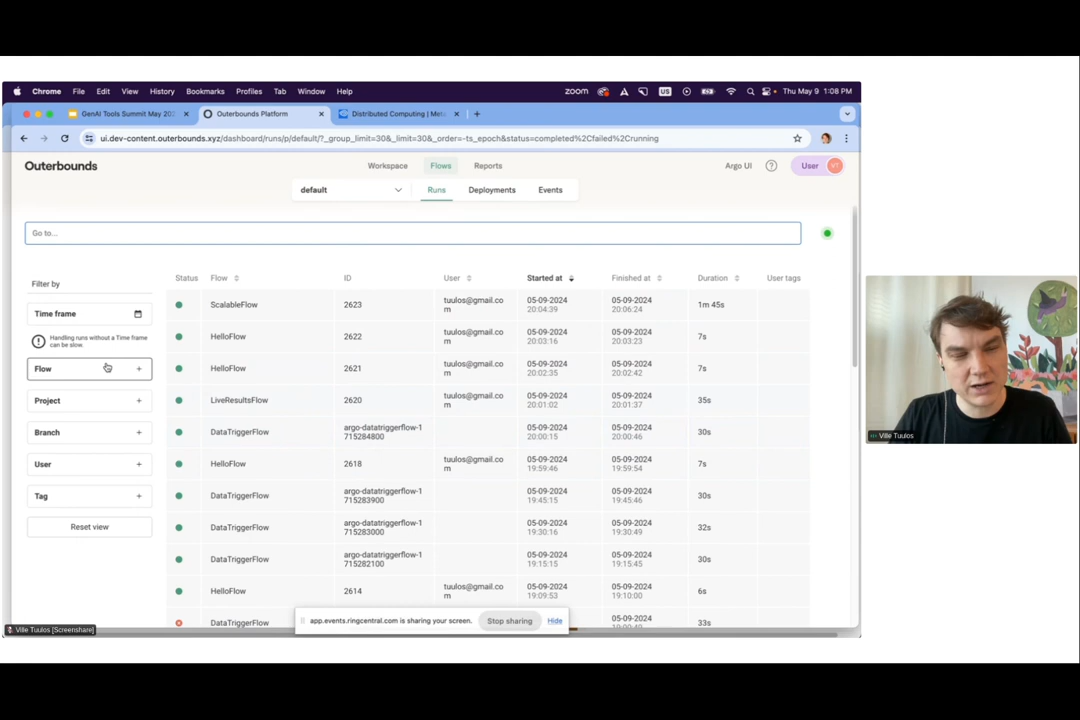 Chrome File Edit View History Bookmarks Profiles Tab Window Help zoom US Thu May 9 1:08 PM
GenAI Tools Summit May 202 Outerbounds Platform Distributed Computing | Meta
ui.dev-content.outerbounds.xyz/dashboard/runs/p/default/?_group_limit=30&_limit=30&_order=-ts_epoch&status=completed%2Cfailed%2Crunning
Outerbounds Workspace Flows Reports Argo UI ? User VT
default Runs Deployments Events
Go to...
Filter by
Time frame
Handling runs without a Time frame
can be slow.
Flow +
Project +
Branch +
User +
Tag +
Reset view
Status Flow ID User Started at Finished at Duration User tags
ScalableFlow 2623 tuulos@gmail.co
m 05-09-2024
20:04:39 05-09-2024
20:06:24 1m 45s
HelloFlow 2622 tuulos@gmail.co
m 05-09-2024
20:03:16 05-09-2024
20:03:23 7s
HelloFlow 2621 tuulos@gmail.co
m 05-09-2024
20:02:35 05-09-2024
20:02:42 7s
LiveResultsFlow 2620 tuulos@gmail.co
m 05-09-2024
20:01:02 05-09-2024
20:01:37 35s
DataTriggerFlow argo-datatriggerflow-1
715284800 05-09-2024
20:00:15 05-09-2024
20:00:46 30s
HelloFlow 2618 tuulos@gmail.co
m 05-09-2024
19:59:46 05-09-2024
19:59:54 7s
DataTriggerFlow argo-datatriggerflow-1
715283900 05-09-2024
19:45:15 05-09-2024
19:45:46 30s
DataTriggerFlow argo-datatriggerflow-1
715283000 05-09-2024
19:30:16 05-09-2024
19:30:49 32s
DataTriggerFlow argo-datatriggerflow-1
715282100 05-09-2024
19:15:15 05-09-2024
19:15:45 30s
HelloFlow 2614 tuulos@gmail.co
m 05-09-2024
19:09:53 05-09-2024
19:10:00 6s
DataTriggerFlow 33s
app.events.ringcentral.com is sharing your screen. Stop sharing Hide
Ville Tuulos [Screenshare]
Ville Tuulos